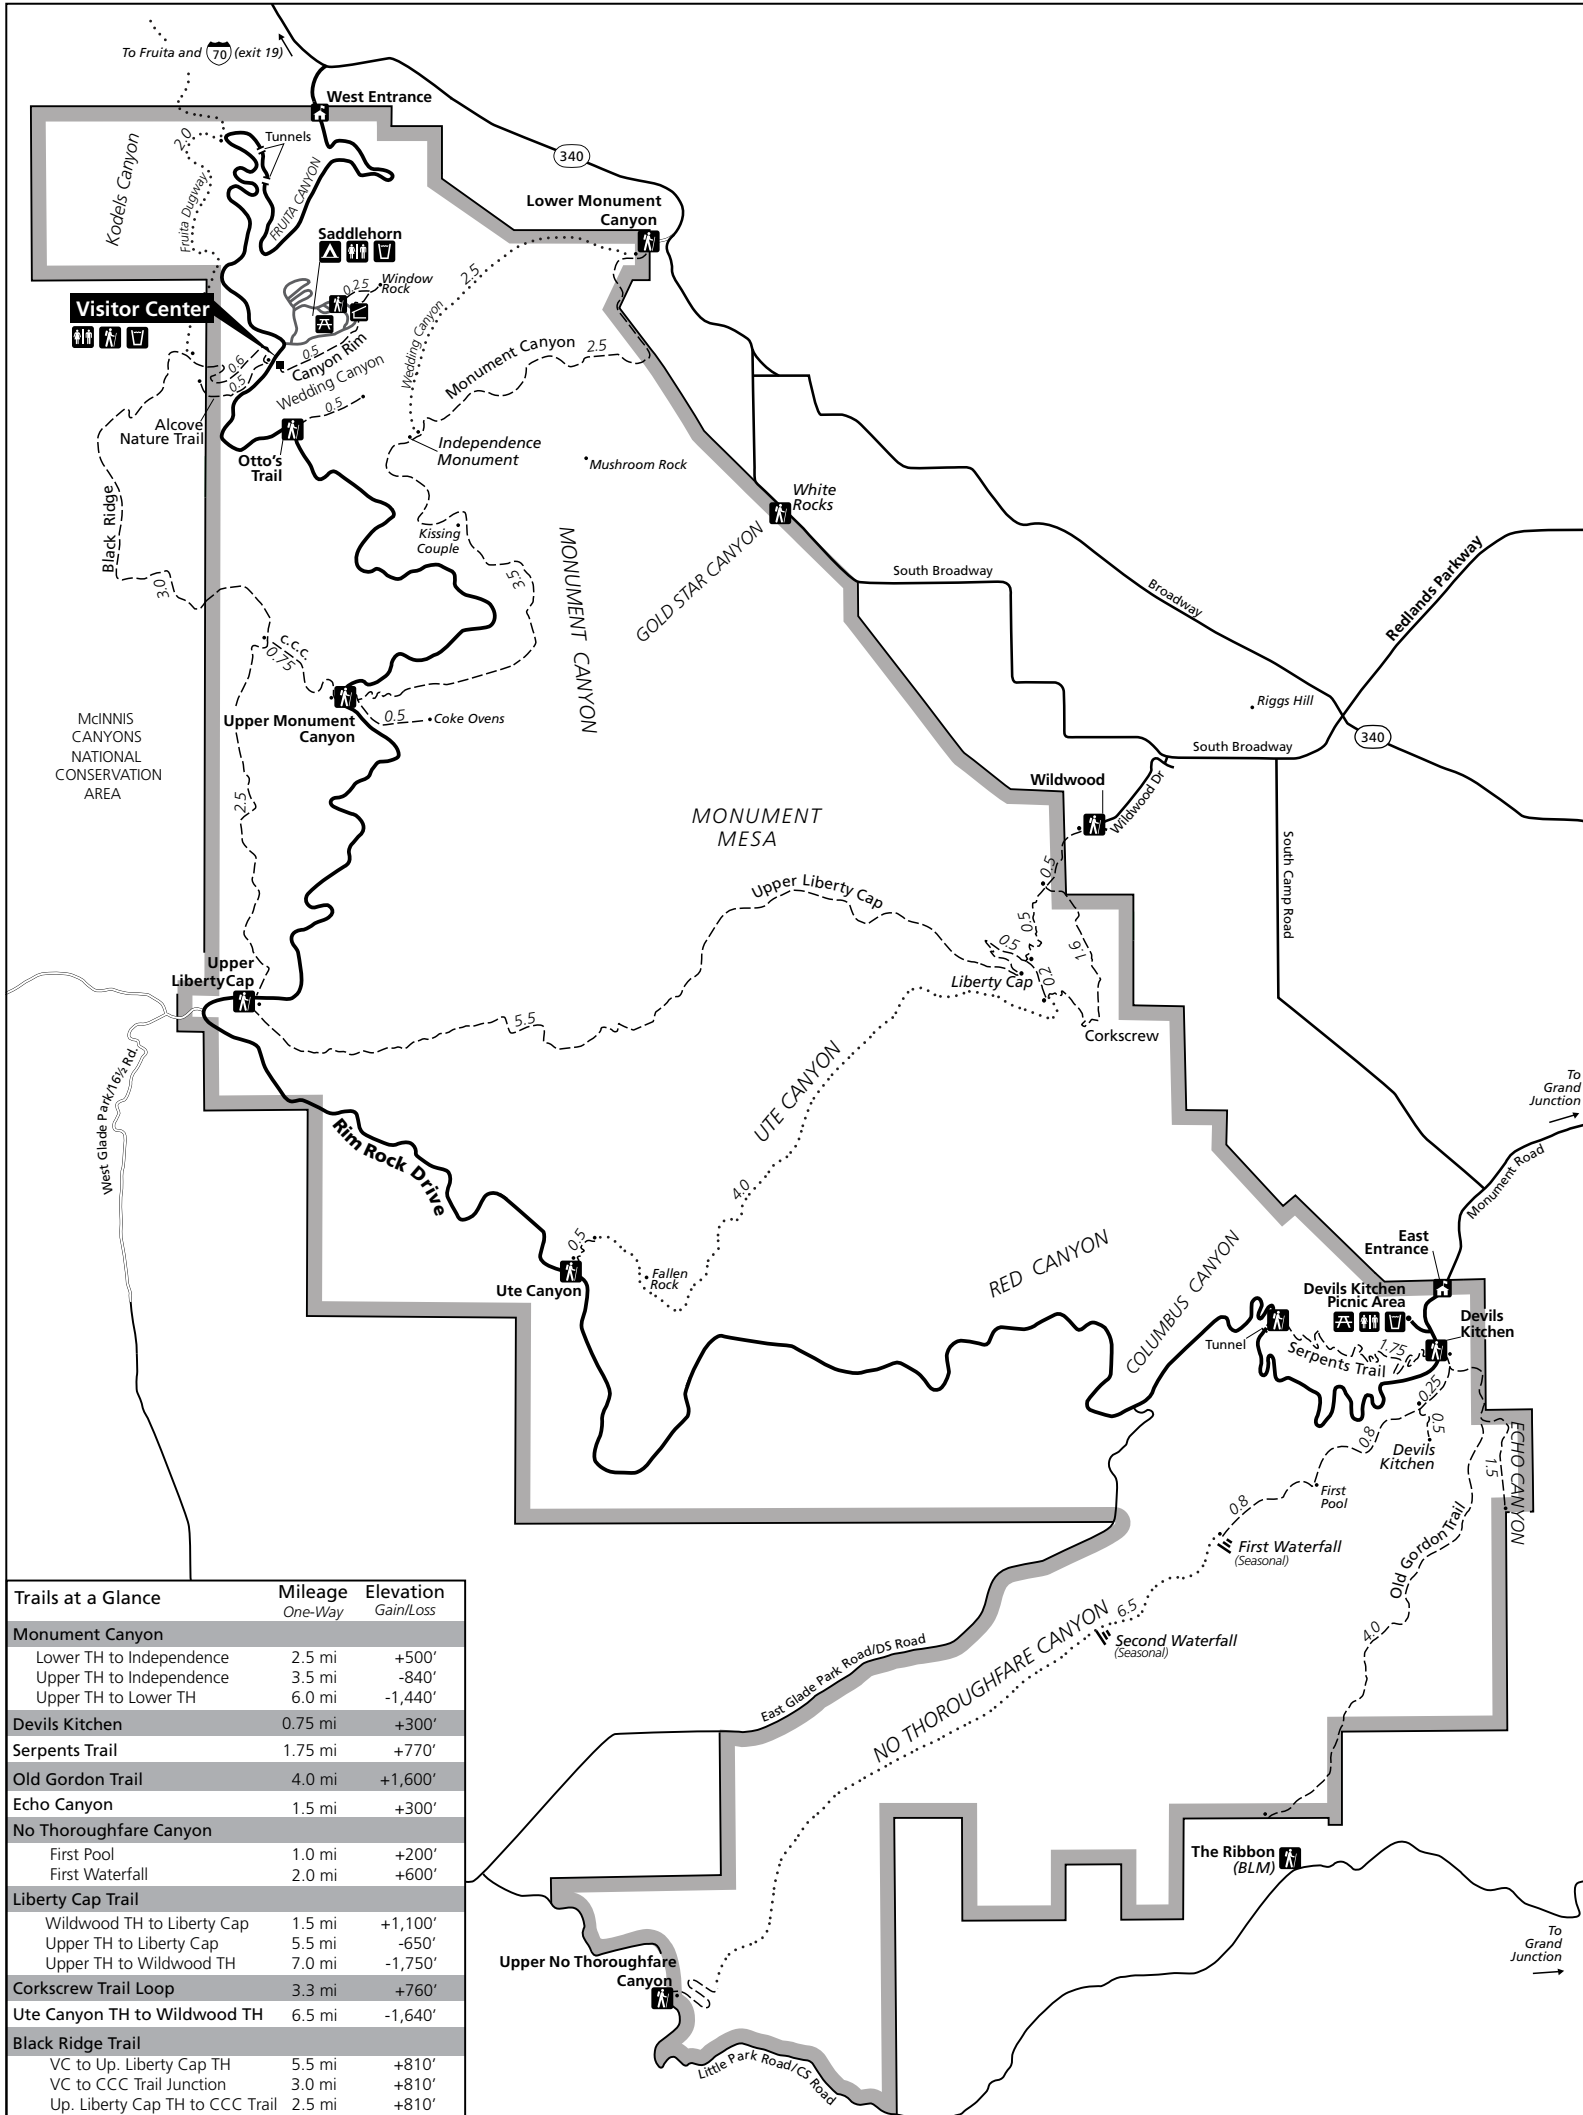 To Fruita and 70 (exit 19)
West Entrance
Tunnels
340
2.0
Kodels Canyon
Fruita Dugway
FRUITA CANYON
Lower Monument
Canyon
Saddlehorn
0.25
Window
Rock
2.5
Visitor Center
Wedding Canyon
0.6
0.5
0.5
Canyon Rim
Wedding Canyon
0.5
Monument Canyon
2.5
Alcove
Nature Trail
Otto's
Trail
Independence
Monument
Mushroom Rock
White
Rocks
Black Ridge
Kissing
Couple
MONUMENT CANYON
GOLD STAR CANYON
South Broadway
Broadway
Redlands Parkway
3.0
3.5
C.C.C.
0.75
Upper Monument
Canyon
0.5
Coke Ovens
Riggs Hill
340
McINNIS
CANYONS
NATIONAL
CONSERVATION
AREA
South Broadway
Wildwood
Wildwood Dr
2.5
MONUMENT
MESA
South Camp Road
0.5
Upper Liberty Cap
0.5
1.6
0.5
0.2
Liberty Cap
Upper
LibertyCap
5.5
Corkscrew
West Glade Park/16½ Rd.
UTE CANYON
To
Grand
Junction
Rim Rock Drive
4.0
Monument Road
0.5
Fallen
Rock
Ute Canyon
RED CANYON
COLUMBUS CANYON
East
Entrance
Devils Kitchen
Picnic Area
Devils
Kitchen
Tunnel
Serpents Trail
1.75
0.25
0.5
0.8
Devils
Kitchen
ECHO CANYON
1.5
First
Pool
0.8
First Waterfall
(Seasonal)
Old Gordon Trail
6.5
Second Waterfall
(Seasonal)
4.0
East Glade Park Road/DS Road
NO THOROUGHFARE CANYON
The Ribbon
(BLM)
To
Grand
Junction
Upper No Thoroughfare
Canyon
Little Park Road/CS Road
Trails at a Glance Mileage Elevation
One-Way Gain/Loss
Monument Canyon
Lower TH to Independence 2.5 mi +500'
Upper TH to Independence 3.5 mi -840'
Upper TH to Lower TH 6.0 mi -1,440'
Devils Kitchen 0.75 mi +300'
Serpents Trail 1.75 mi +770'
Old Gordon Trail 4.0 mi +1,600'
Echo Canyon 1.5 mi +300'
No Thoroughfare Canyon
First Pool 1.0 mi +200'
First Waterfall 2.0 mi +600'
Liberty Cap Trail
Wildwood TH to Liberty Cap 1.5 mi +1,100'
Upper TH to Liberty Cap 5.5 mi -650'
Upper TH to Wildwood TH 7.0 mi -1,750'
Corkscrew Trail Loop 3.3 mi +760'
Ute Canyon TH to Wildwood TH 6.5 mi -1,640'
Black Ridge Trail
VC to Up. Liberty Cap TH 5.5 mi +810'
VC to CCC Trail Junction 3.0 mi +810'
Up. Liberty Cap TH to CCC Trail 2.5 mi +810'